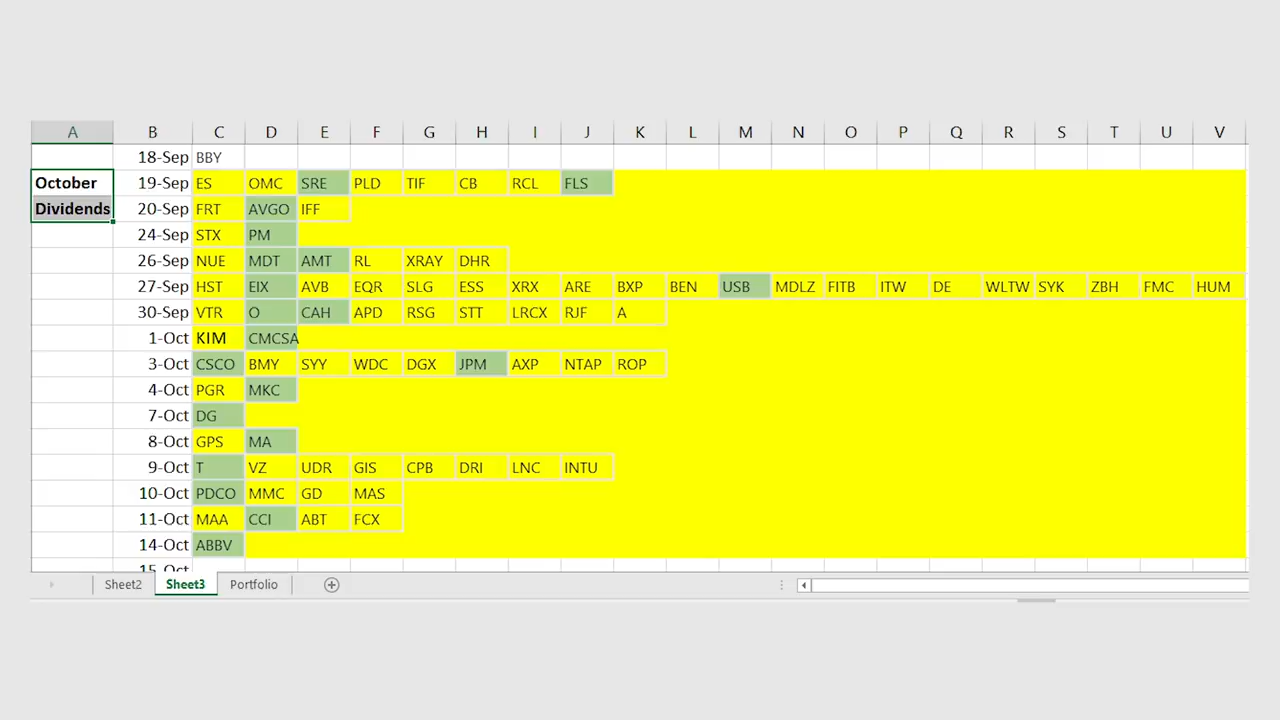 A B C D E F G H I J K L M N O P Q R S T U V
18-Sep BBY
October 19-Sep ES OMC SRE PLD TIF CB RCL FLS
Dividends 20-Sep FRT AVGO IFF
24-Sep STX PM
26-Sep NUE MDT AMT RL XRAY DHR
27-Sep HST EIX AVB EQR SLG ESS XRX ARE BXP BEN USB MDLZ FITB ITW DE WLTW SYK ZBH FMC HUM
30-Sep VTR O CAH APD RSG STT LRCX RJF A
1-Oct KIM CMCSA
3-Oct CSCO BMY SYY WDC DGX JPM AXP NTAP ROP
4-Oct PGR MKC
7-Oct DG
8-Oct GPS MA
9-Oct T VZ UDR GIS CPB DRI LNC INTU
10-Oct PDCO MMC GD MAS
11-Oct MAA CCI ABT FCX
14-Oct ABBV
15-Oct
Sheet2 Sheet3 Portfolio